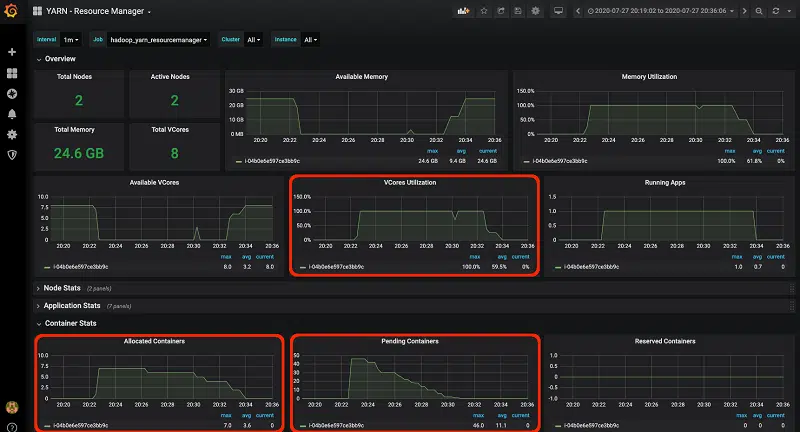 YARN - Resource Manager
2020-07-27 20:19:02 to 2020-07-27 20:36:06
Interval 1m Job hadoop_yarn_resourcemanager Cluster All Instance All
Overview
Total Nodes
2
Active Nodes
2
Total Memory
24.6 GB
Total VCores
8
Available Memory
30 GB
20 GB
10 GB
0 MB
20:20 20:22 20:24 20:26 20:28 20:30 20:32 20:34 20:36
max avg current
i-04b0e6e597ce3bb9c 24.6 GB 9.4 GB 24.6 GB
Memory Utilization
150.0%
100.0%
50.0%
0%
20:20 20:22 20:24 20:26 20:28 20:30 20:32 20:34 20:36
max avg current
i-04b0e6e597ce3bb9c 100.0% 61.8% 0%
Available VCores
10.0
7.5
5.0
2.5
0
20:20 20:22 20:24 20:26 20:28 20:30 20:32 20:34 20:36
max avg current
i-04b0e6e597ce3bb9c 8.0 3.2 8.0
VCores Utilization
150.0%
100.0%
50.0%
0%
20:20 20:22 20:24 20:26 20:28 20:30 20:32 20:34 20:36
max avg current
i-04b0e6e597ce3bb9c 100.0% 59.5% 0%
Running Apps
1.5
1.0
0.5
0
20:20 20:22 20:24 20:26 20:28 20:30 20:32 20:34 20:36
max avg current
i-04b0e6e597ce3bb9c 1.0 0.7 0
Node Stats (2 panels)
Application Stats (7 panels)
Container Stats
Allocated Containers
10.0
7.5
5.0
2.5
0
20:20 20:22 20:24 20:26 20:28 20:30 20:32 20:34 20:36
max avg current
i-04b0e6e597ce3bb9c 7.0 3.6 0
Pending Containers
50
40
30
20
10
0
20:20 20:22 20:24 20:26 20:28 20:30 20:32 20:34 20:36
max avg current
i-04b0e6e597ce3bb9c 46.0 11.1 0
Reserved Containers
1.0
0.5
0
-0.5
-1.0
20:20 20:22 20:24 20:26 20:28 20:30 20:32 20:34 20:36
max avg current
i-04b0e6e597ce3bb9c 0 0 0